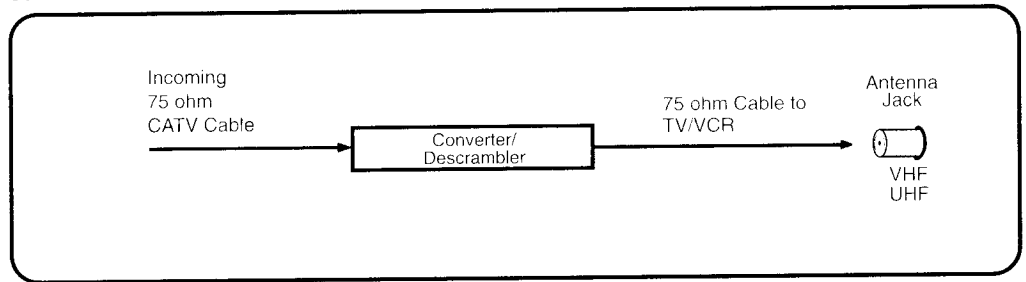 Incoming
75 ohm
CATV Cable
Converter/
Descrambler
75 ohm Cable to
TV/VCR
Antenna
Jack
VHF
UHF